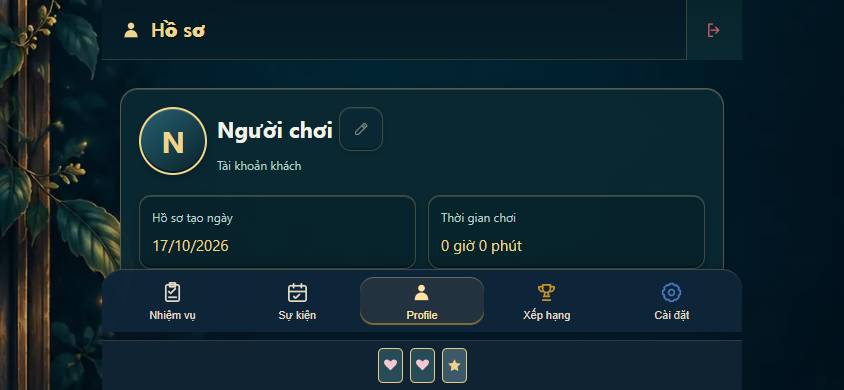 Hồ sơ
N
Người chơi
Tài khoản khách
Hồ sơ tạo ngày
17/10/2026
Thời gian chơi
0 giờ 0 phút
Nhiệm vụ
Sự kiện
Profile
Xếp hạng
Cài đặt